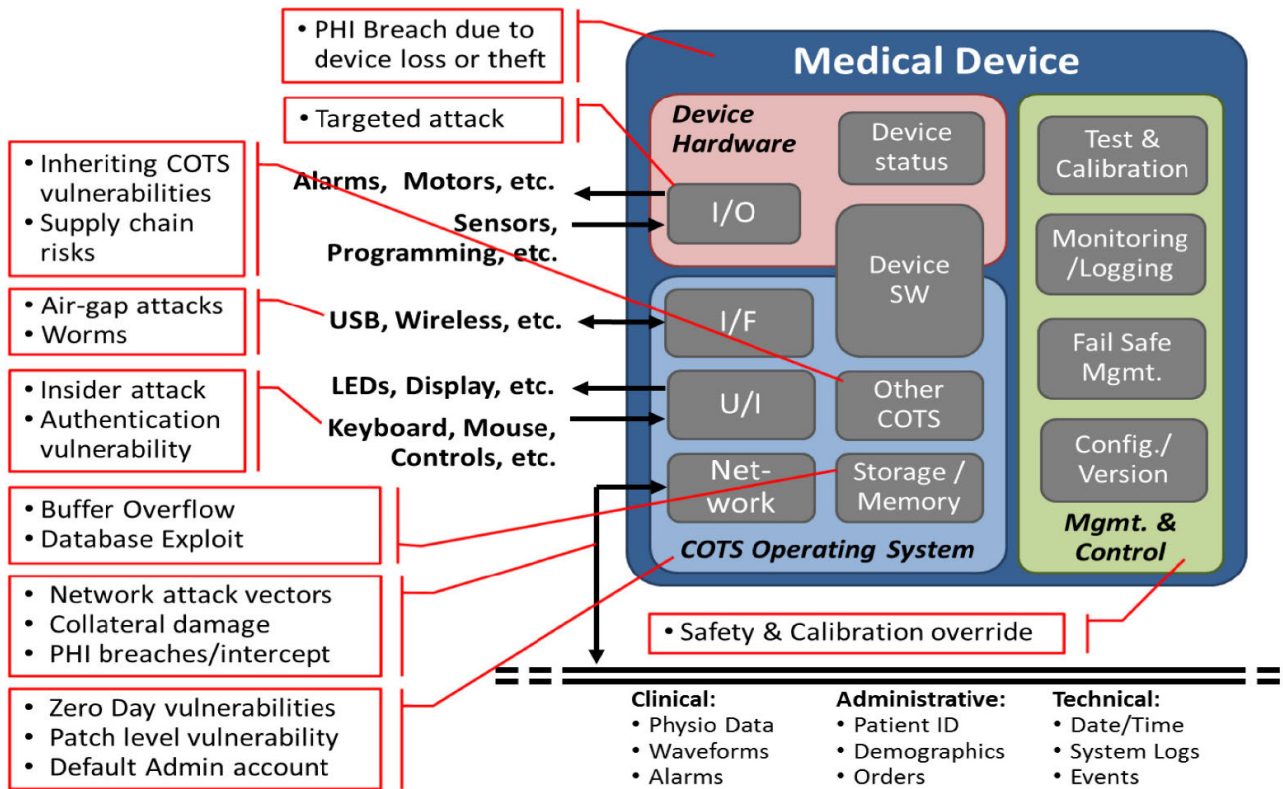 • PHI Breach due to
device loss or theft
Medical Device
• Targeted attack
Device
Hardware
Device
status
Test &
Calibration
• Inheriting COTS
vulnerabilities
• Supply chain
risks
Alarms, Motors, etc.
I/O
Sensors,
Programming, etc.
Device
SW
Monitoring
/Logging
• Air-gap attacks
• Worms
USB, Wireless, etc.
I/F
Fail Safe
Mgmt.
• Insider attack
• Authentication
vulnerability
LEDs, Display, etc.
U/I
Keyboard, Mouse,
Controls, etc.
Other
COTS
Config./
Version
• Buffer Overflow
• Database Exploit
Net-
work
Storage /
Memory
COTS Operating System
Mgmt. &
Control
• Network attack vectors
• Collateral damage
• PHI breaches/intercept
• Safety & Calibration override
• Zero Day vulnerabilities
• Patch level vulnerability
• Default Admin account
Clinical:
• Physio Data
• Waveforms
• Alarms
Administrative:
• Patient ID
• Demographics
• Orders
Technical:
• Date/Time
• System Logs
• Events